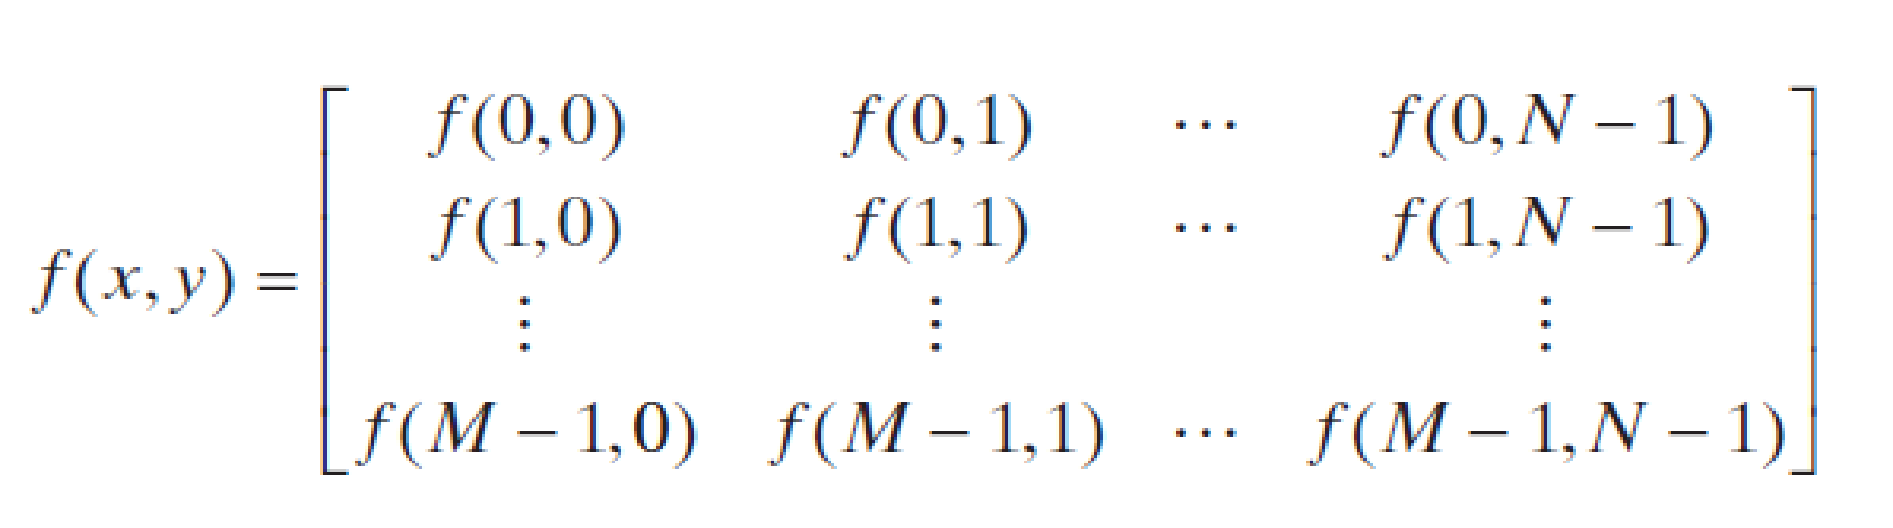 f(0,0) f(0,1) ⋯ f(0,N − 1)
f(1,0) f(1,1) ⋯ f(1,N − 1)
f(x,y) =
⋮ ⋮ ⋮
f(M − 1,0) f(M − 1,1) ⋯ f(M − 1,N − 1)